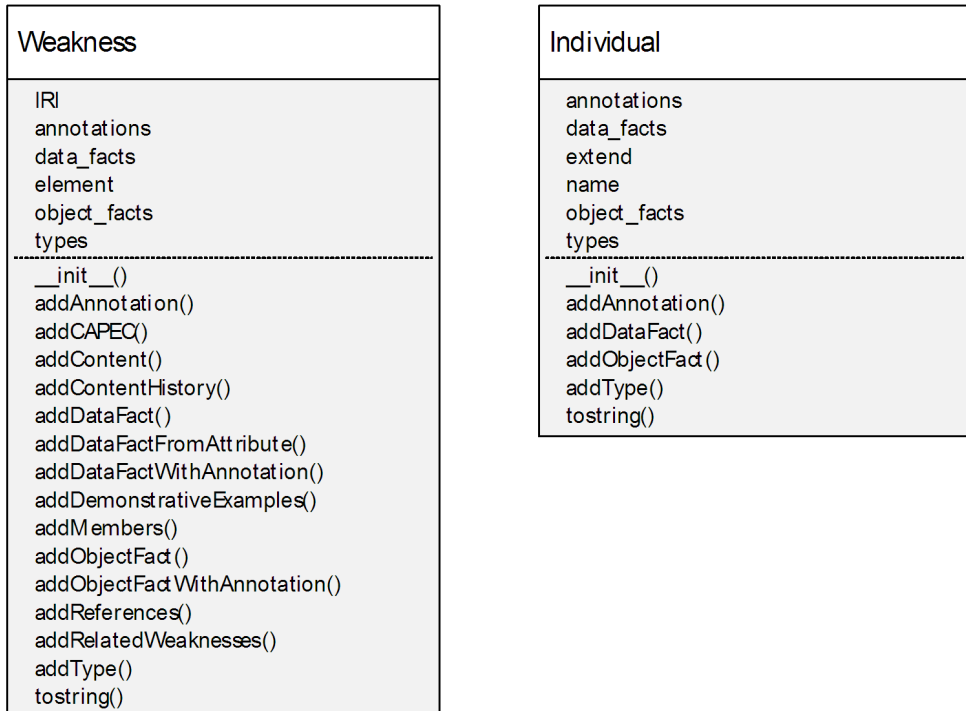 Weakness
IRI
annotations
data_facts
element
object_facts
types
__init__()
addAnnotation()
addCAPEC()
addContent()
addContentHistory()
addDataFact()
addDataFactFromAttribute()
addDataFactWithAnnotation()
addDemonstrativeExamples()
addMembers()
addObjectFact()
addObjectFactWithAnnotation()
addReferences()
addRelatedWeaknesses()
addType()
tostring()
Individual
annotations
data_facts
extend
name
object_facts
types
__init__()
addAnnotation()
addDataFact()
addObjectFact()
addType()
tostring()